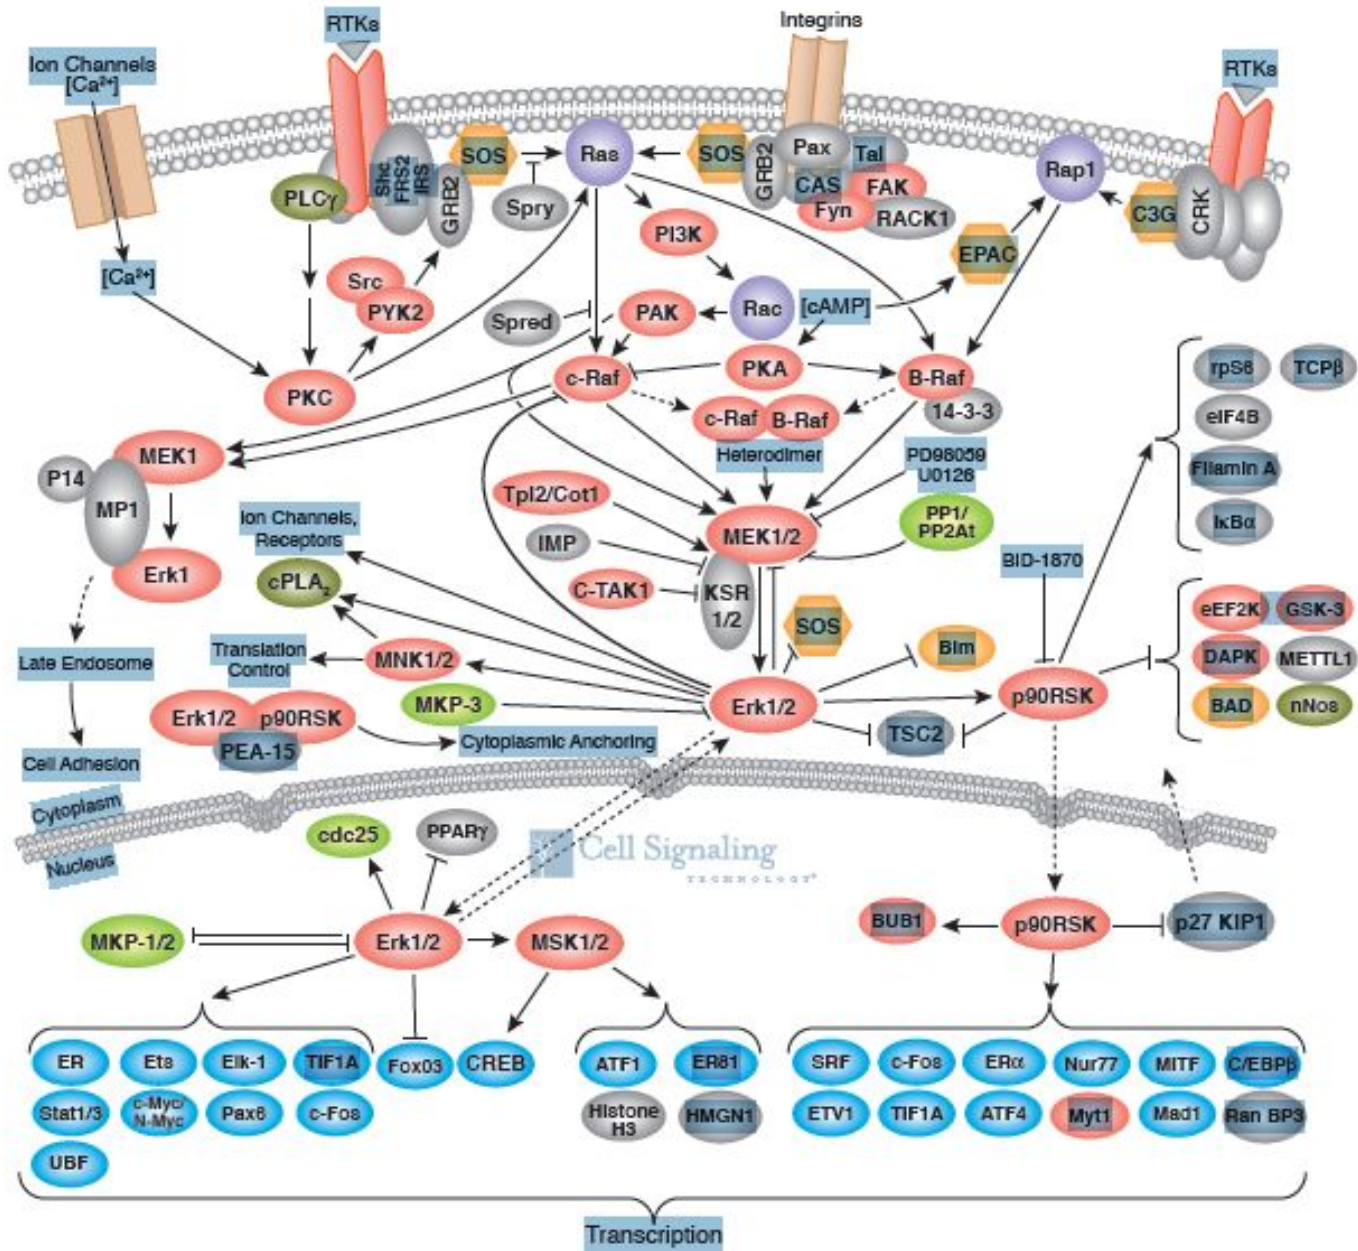 RTKs
Integrins
Ion Channels
[Ca²⁺]
RTKs
SOS
Ras
SOS
GRB2
Pax
Tal
Rap1
PLCγ
Shc
FRS2
IRS
GRB2
Spry
CAS
FAK
Fyn
RACK1
C3G
CRK
PI3K
EPAC
[Ca²⁺]
Src
PYK2
Spred
PAK
Rac
[cAMP]
PKC
c-Raf
PKA
B-Raf
14-3-3
rpS6
TCPβ
c-Raf
B-Raf
eIF4B
Heterodimer
PD98059
U0126
Filamin A
MEK1
P14
MP1
Tpl2/Cot1
PP1/
PP2At
IκBα
Ion Channels,
Receptors
IMP
MEK1/2
BID-1870
Erk1
cPLA₂
C-TAK1
KSR
1/2
eEF2K
GSK-3
SOS
Bim
Late Endosome
Translation
Control
MNK1/2
DAPK
METTL1
MKP-3
Erk1/2
p90RSK
BAD
nNos
Erk1/2
p90RSK
PEA-15
Cytoplasmic Anchoring
TSC2
Cell Adhesion
Cytoplasm
Nucleus
cdc25
PPARγ
Cell Signaling
TECHNOLOGY®
MKP-1/2
Erk1/2
MSK1/2
BUB1
p90RSK
p27 KIP1
ER
Ets
Elk-1
TIF1A
Fox03
CREB
ATF1
ER81
SRF
c-Fos
ERα
Nur77
MITF
C/EBPβ
Stat1/3
c-Myc/
N-Myc
Pax6
c-Fos
Histone
H3
HMGN1
ETV1
TIF1A
ATF4
Myt1
Mad1
Ran BP3
UBF
Transcription